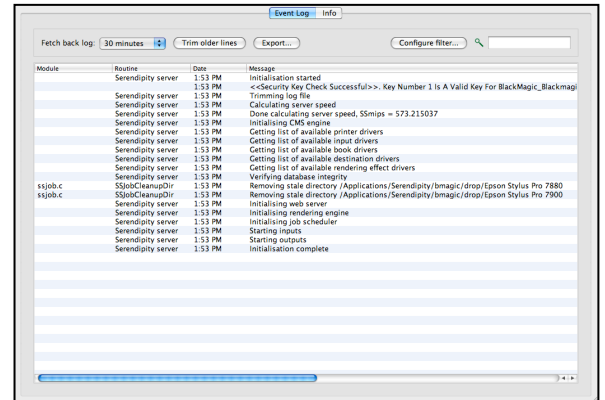 Event Log Info
Fetch back log: 30 minutes Trim older lines Export... Configure filter...
Module Routine Date Message
Serendipity server 1:53 PM Initialisation started
1:53 PM <<Security Key Check Successful>>. Key Number 1 Is A Valid Key For BlackMagic_Blackmagi
Serendipity server 1:53 PM Trimming log file
Serendipity server 1:53 PM Calculating server speed
Serendipity server 1:53 PM Done calculating server speed, SSmips = 573.215037
Serendipity server 1:53 PM Initialising CMS engine
Serendipity server 1:53 PM Getting list of available printer drivers
Serendipity server 1:53 PM Getting list of available input drivers
Serendipity server 1:53 PM Getting list of available book drivers
Serendipity server 1:53 PM Getting list of available destination drivers
Serendipity server 1:53 PM Getting list of available rendering effect drivers
Serendipity server 1:53 PM Verifying database integrity
ssjob.c SSJobCleanupDir 1:53 PM Removing stale directory /Applications/Serendipity/bmagic/drop/Epson Stylus Pro 7880
ssjob.c SSJobCleanupDir 1:53 PM Removing stale directory /Applications/Serendipity/bmagic/drop/Epson Stylus Pro 7900
Serendipity server 1:53 PM Initialising web server
Serendipity server 1:53 PM Initialising rendering engine
Serendipity server 1:53 PM Initialising job scheduler
Serendipity server 1:53 PM Starting inputs
Serendipity server 1:53 PM Starting outputs
Serendipity server 1:53 PM Initialisation complete